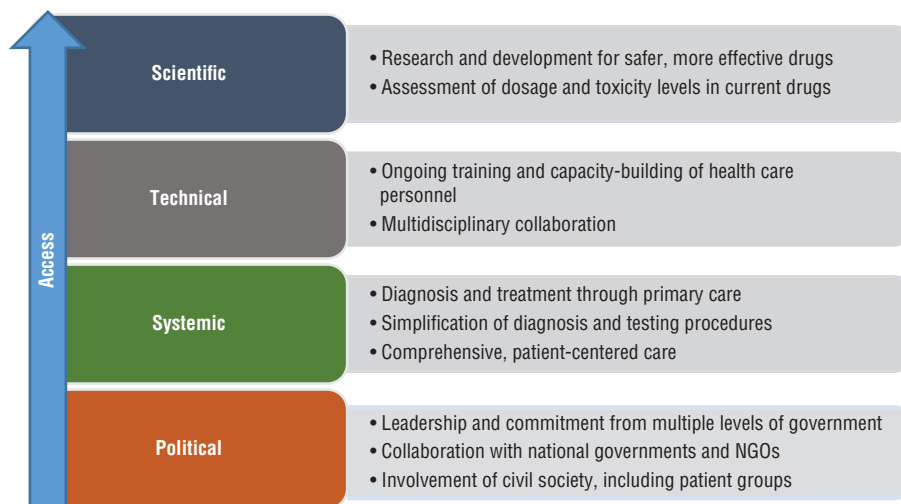 Access
Scientific
• Research and development for safer, more effective drugs
• Assessment of dosage and toxicity levels in current drugs
Technical
• Ongoing training and capacity-building of health care
personnel
• Multidisciplinary collaboration
Systemic
• Diagnosis and treatment through primary care
• Simplification of diagnosis and testing procedures
• Comprehensive, patient-centered care
Political
• Leadership and commitment from multiple levels of government
• Collaboration with national governments and NGOs
• Involvement of civil society, including patient groups